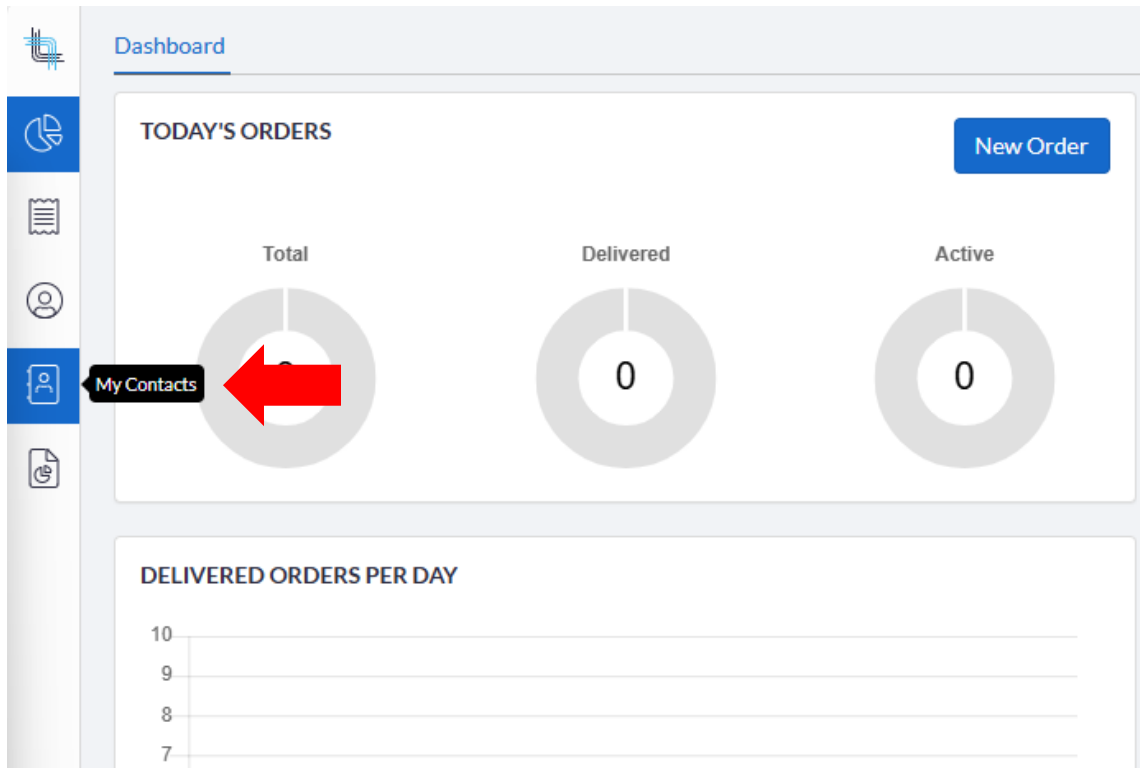 Dashboard
TODAY'S ORDERS
New Order
Total
Delivered
Active
My Contacts
0
0
DELIVERED ORDERS PER DAY
10
9
8
7